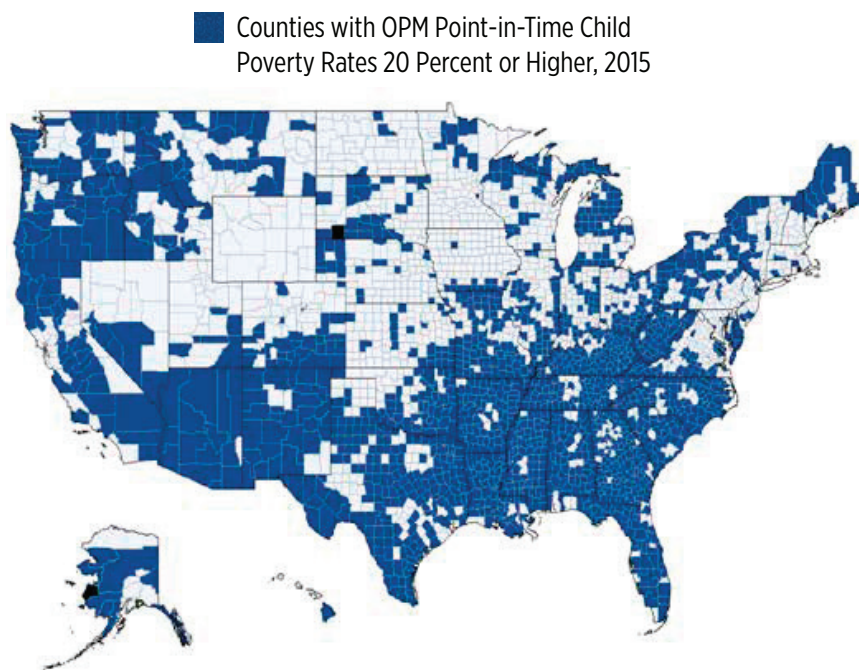 Counties with OPM Point-in-Time Child
Poverty Rates 20 Percent or Higher, 2015